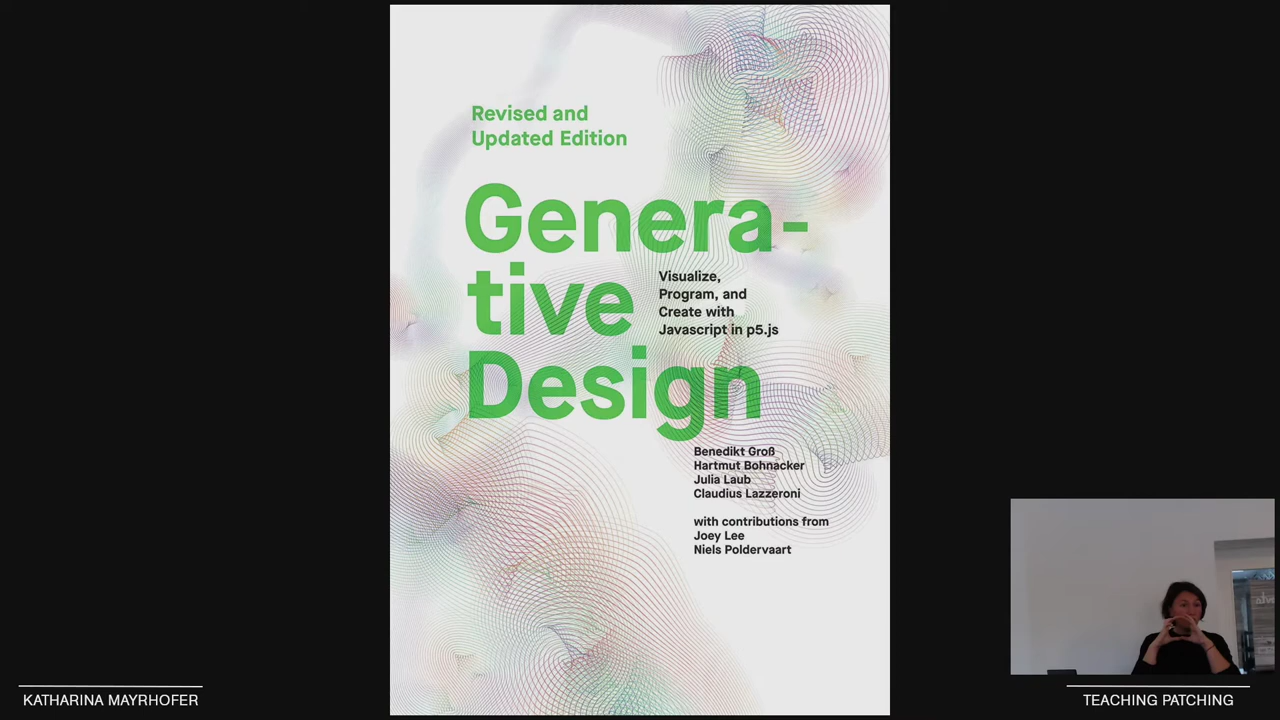 Revised and
Updated Edition
Genera-
tive
Design
Visualize,
Program, and
Create with
Javascript in p5.js
Benedikt Groß
Hartmut Bohnacker
Julia Laub
Claudius Lazzeroni
with contributions from
Joey Lee
Niels Poldervaart
KATHARINA MAYRHOFER
TEACHING PATCHING